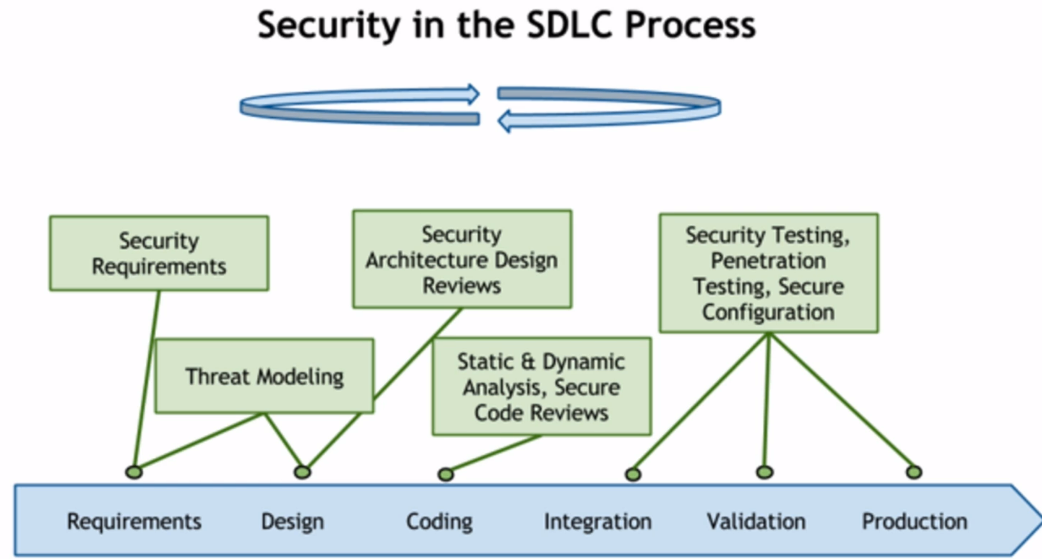 Security in the SDLC Process
Security
Requirements
Security
Architecture Design
Reviews
Security Testing,
Penetration
Testing, Secure
Configuration
Threat Modeling
Static & Dynamic
Analysis, Secure
Code Reviews
Requirements
Design
Coding
Integration
Validation
Production